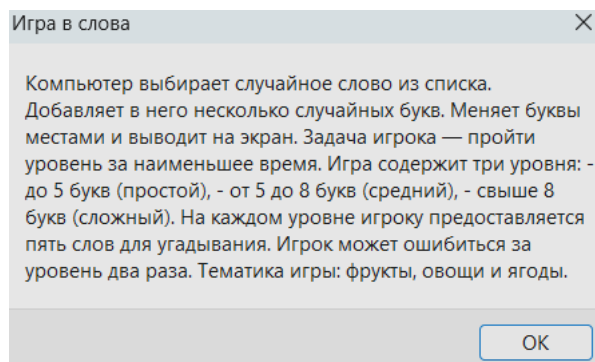 Игра в слова
Компьютер выбирает случайное слово из списка.
Добавляет в него несколько случайных букв. Меняет буквы
местами и выводит на экран. Задача игрока — пройти
уровень за наименьшее время. Игра содержит три уровня: -
до 5 букв (простой), - от 5 до 8 букв (средний), - свыше 8
букв (сложный). На каждом уровне игроку предоставляется
пять слов для угадывания. Игрок может ошибиться за
уровень два раза. Тематика игры: фрукты, овощи и ягоды.
OK